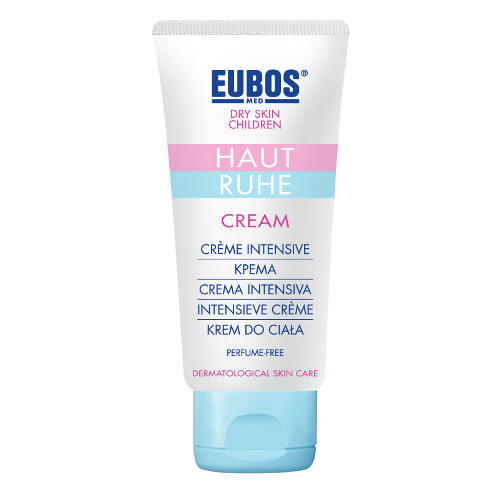 EUBOS®
MED
DRY SKIN
CHILDREN
HAUT
RUHE
CREAM
CRÈME INTENSIVE
КРЕМА
CREMA INTENSIVA
INTENSIEVE CRÈME
KREM DO CIAŁA
PERFUME-FREE
DERMATOLOGICAL SKIN CARE